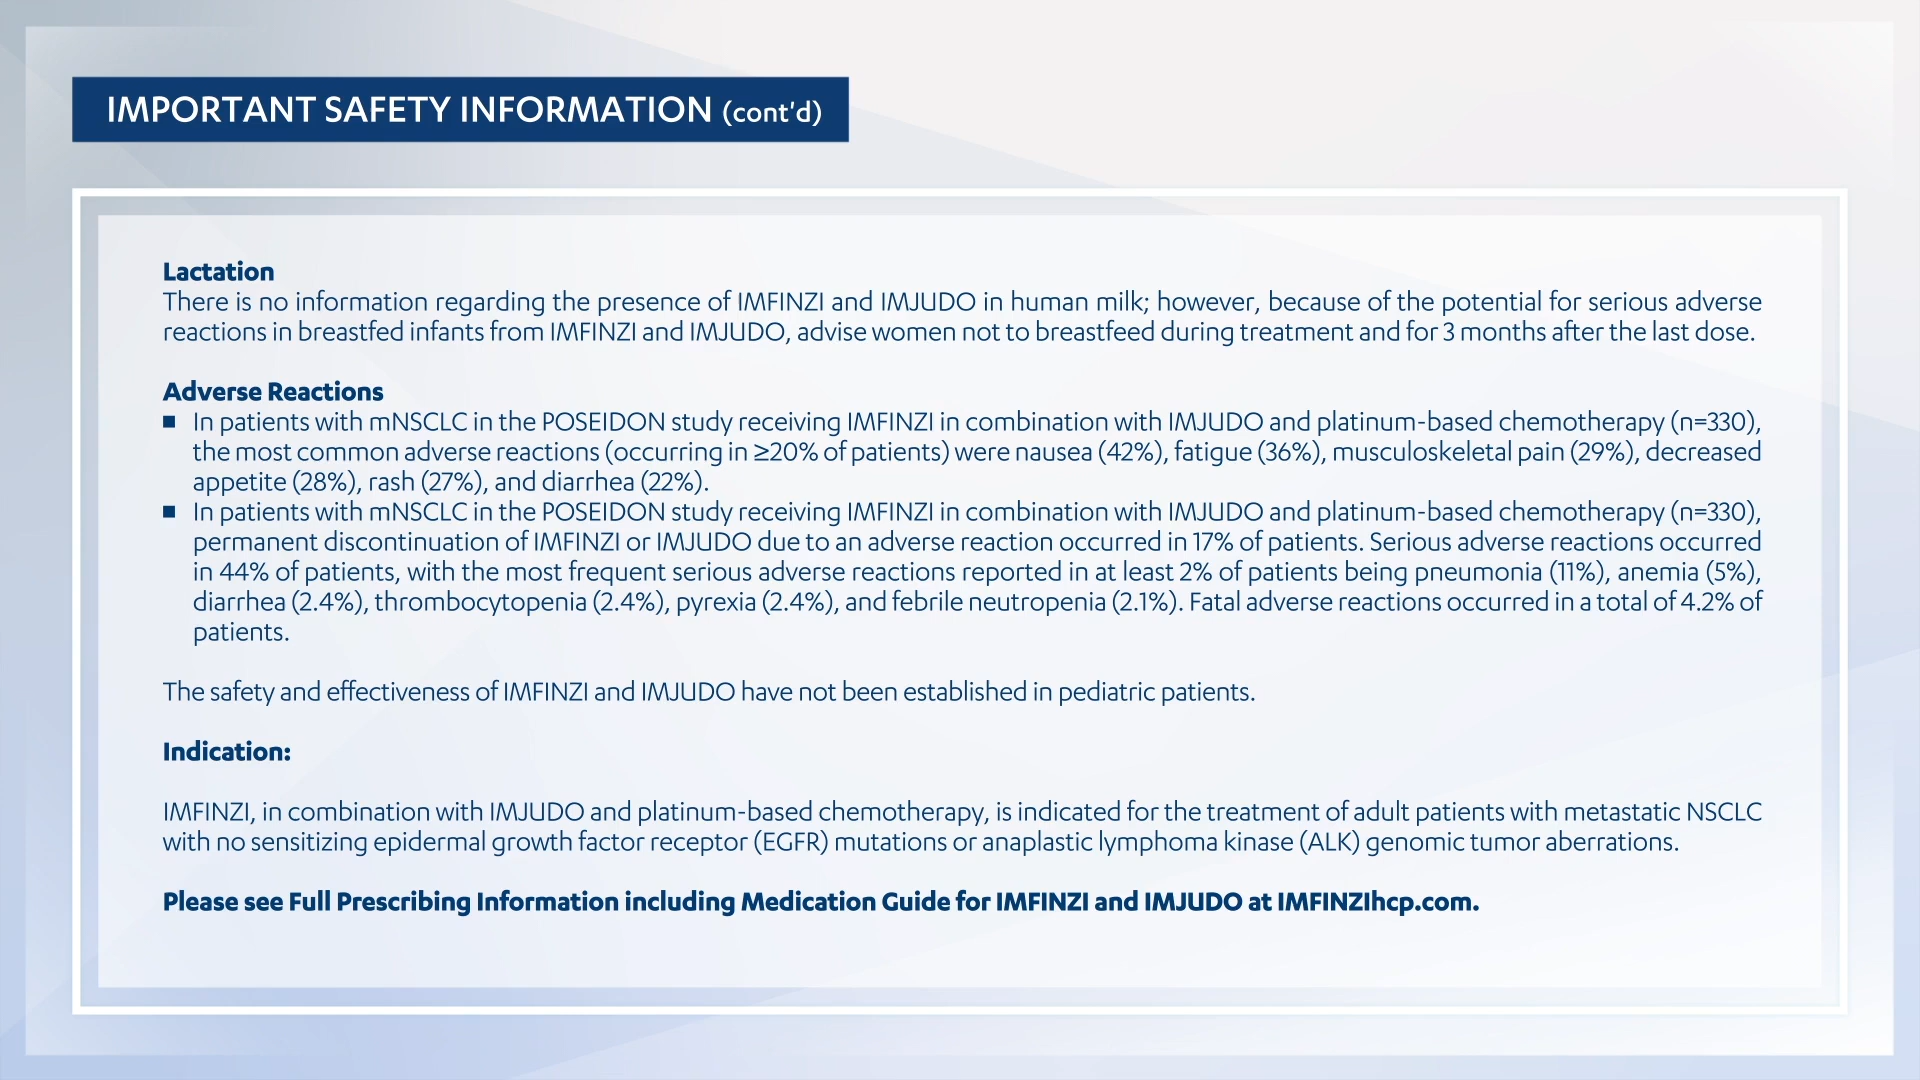 IMPORTANT SAFETY INFORMATION (cont'd)
Lactation
There is no information regarding the presence of IMFINZI and IMJUDO in human milk; however, because of the potential for serious adverse
reactions in breastfed infants from IMFINZI and IMJUDO, advise women not to breastfeed during treatment and for 3 months after the last dose.
Adverse Reactions
■ In patients with mNSCLC in the POSEIDON study receiving IMFINZI in combination with IMJUDO and platinum-based chemotherapy (n=330),
the most common adverse reactions (occurring in ≥20% of patients) were nausea (42%), fatigue (36%), musculoskeletal pain (29%), decreased
appetite (28%), rash (27%), and diarrhea (22%).
■ In patients with mNSCLC in the POSEIDON study receiving IMFINZI in combination with IMJUDO and platinum-based chemotherapy (n=330),
permanent discontinuation of IMFINZI or IMJUDO due to an adverse reaction occurred in 17% of patients. Serious adverse reactions occurred
in 44% of patients, with the most frequent serious adverse reactions reported in at least 2% of patients being pneumonia (11%), anemia (5%),
diarrhea (2.4%), thrombocytopenia (2.4%), pyrexia (2.4%), and febrile neutropenia (2.1%). Fatal adverse reactions occurred in a total of 4.2% of
patients.
The safety and effectiveness of IMFINZI and IMJUDO have not been established in pediatric patients.
Indication:
IMFINZI, in combination with IMJUDO and platinum-based chemotherapy, is indicated for the treatment of adult patients with metastatic NSCLC
with no sensitizing epidermal growth factor receptor (EGFR) mutations or anaplastic lymphoma kinase (ALK) genomic tumor aberrations.
Please see Full Prescribing Information including Medication Guide for IMFINZI and IMJUDO at IMFINZIhcp.com.